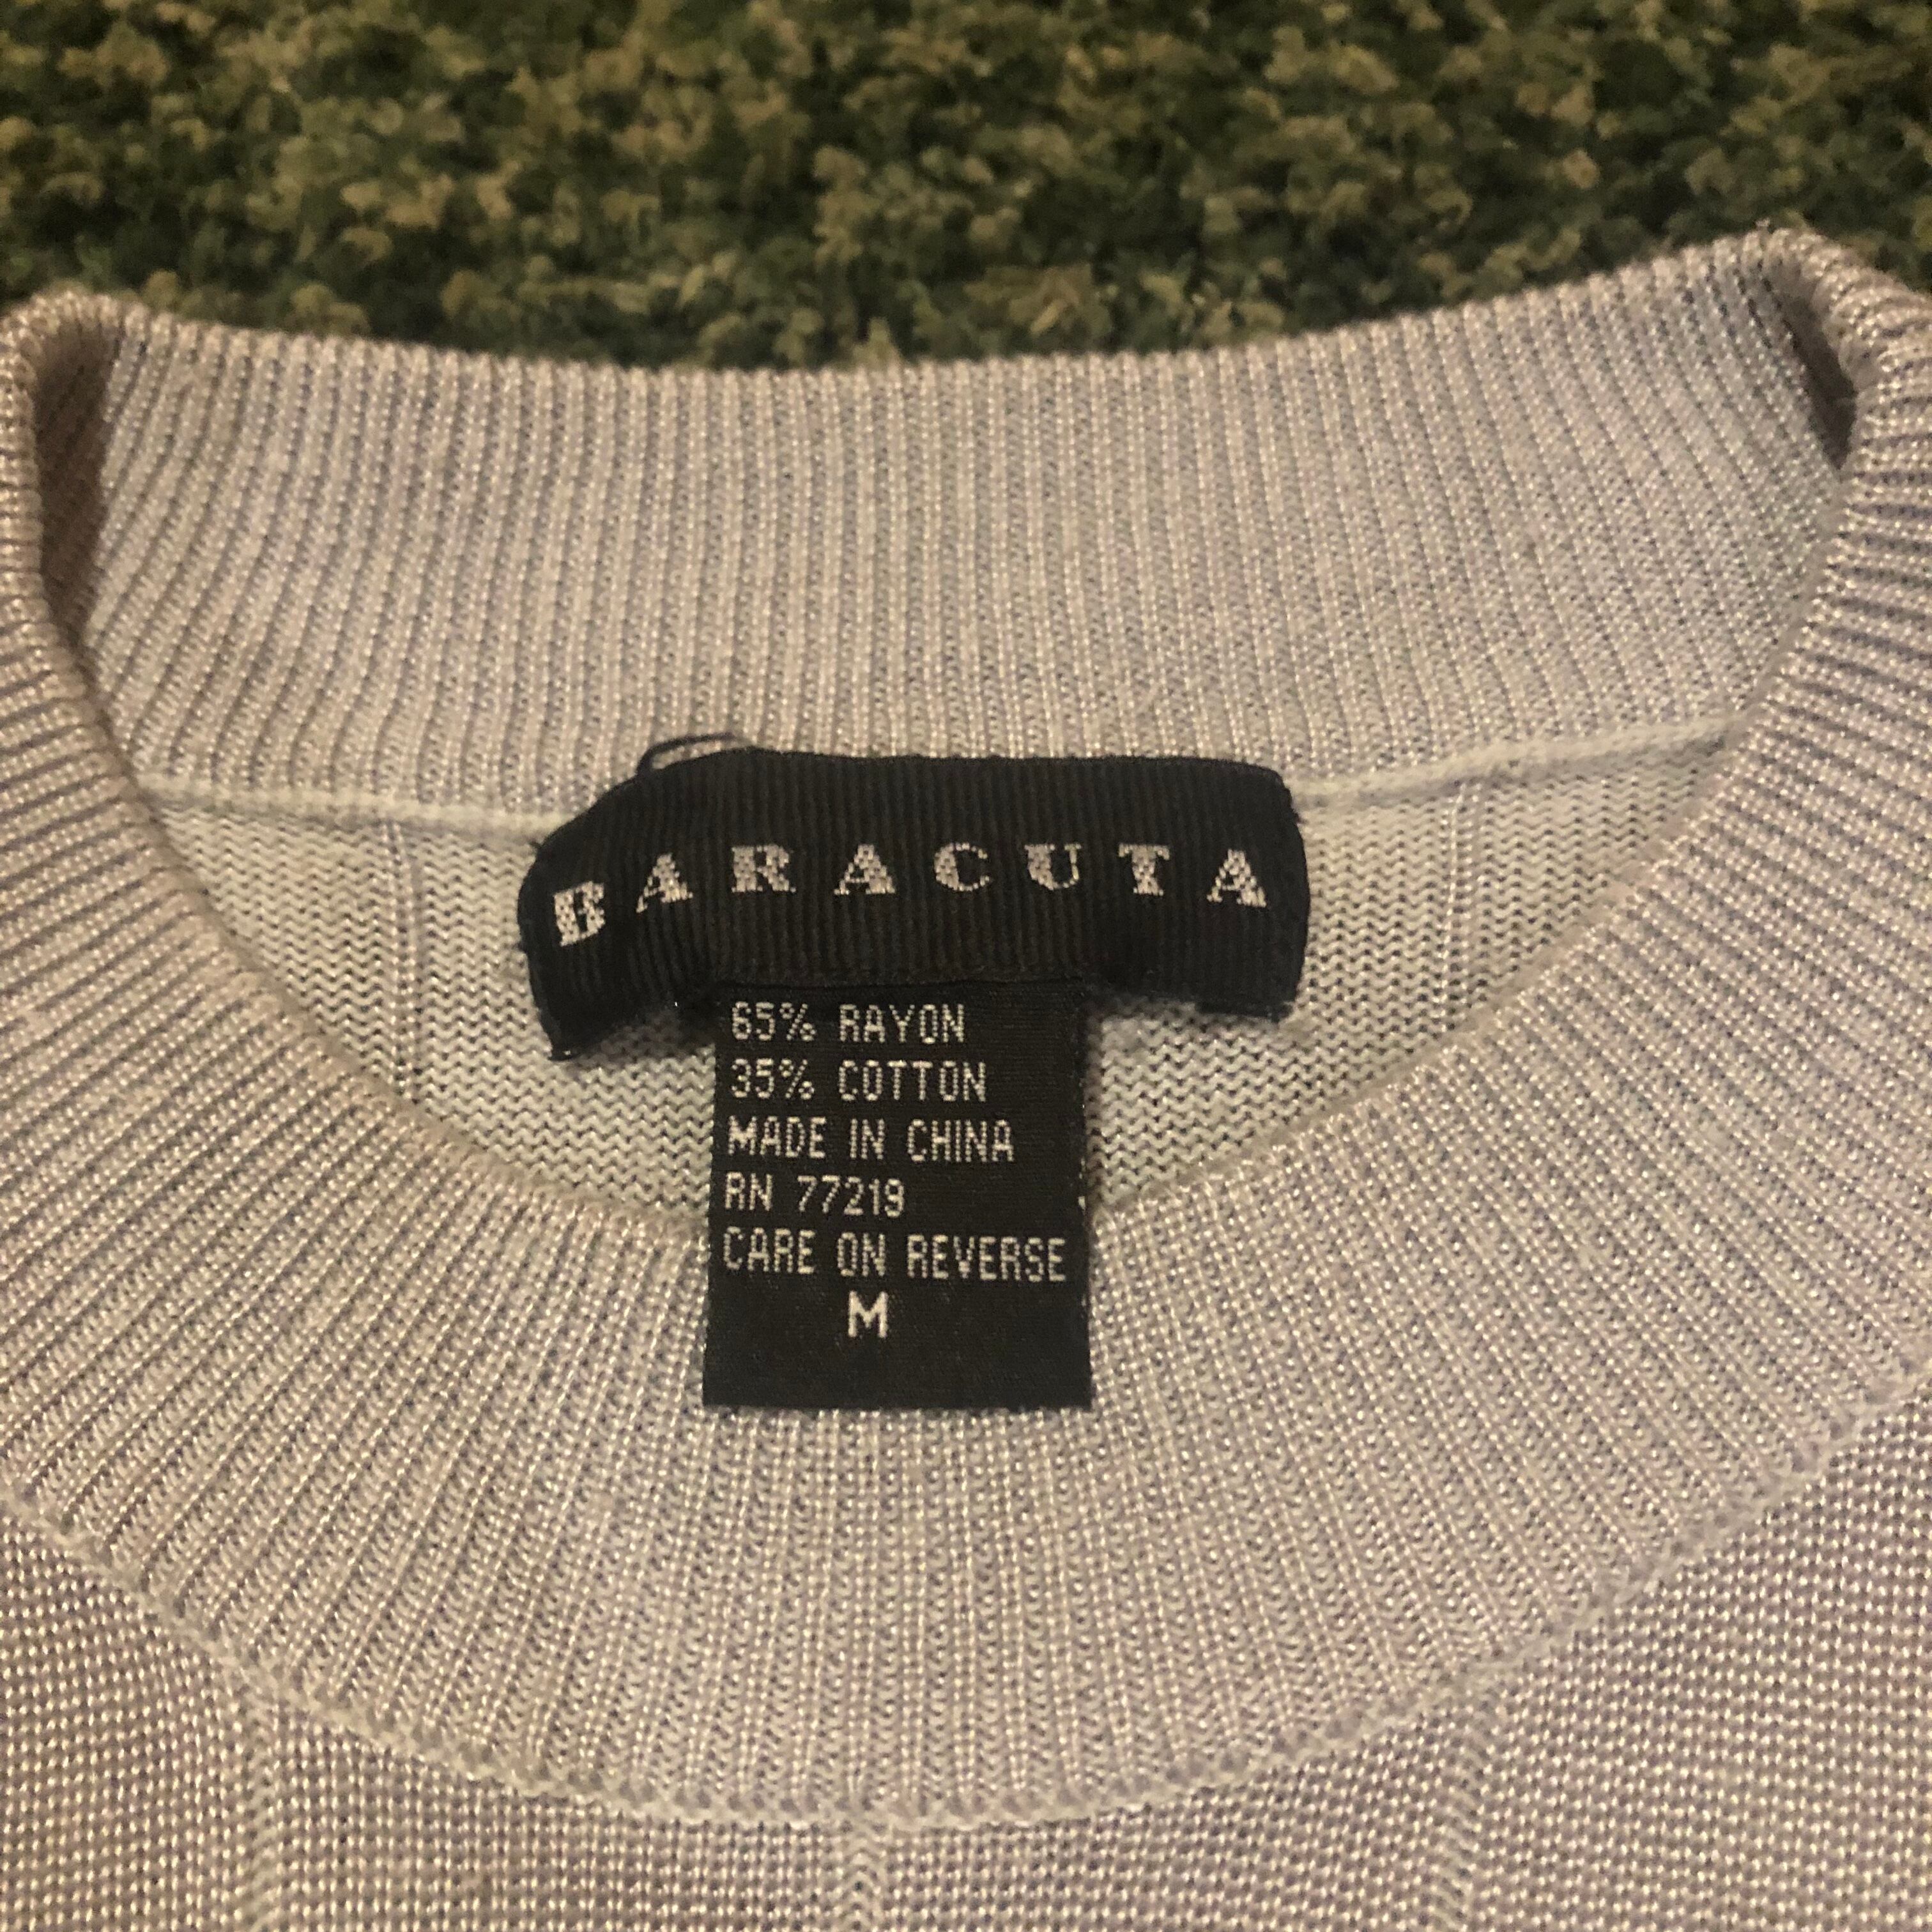 BARACUTA
65% RAYON
35% COTTON
MADE IN CHINA
RN 77219
CARE ON REVERSE
M